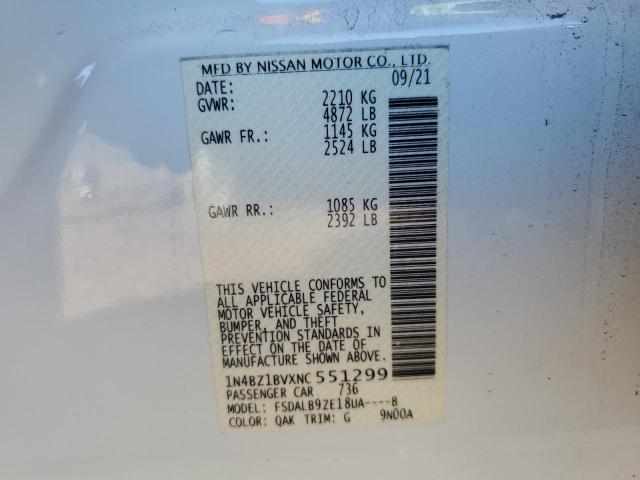 MFD BY NISSAN MOTOR CO., LTD.
DATE: 09/21
GVWR: 2210 KG
4872 LB
GAWR FR.: 1145 KG
2524 LB
GAWR RR.: 1085 KG
2392 LB
THIS VEHICLE CONFORMS TO
ALL APPLICABLE FEDERAL
MOTOR VEHICLE SAFETY,
BUMPER, AND THEFT
PREVENTION STANDARDS IN
EFFECT ON THE DATE OF
MANUFACTURE SHOWN ABOVE.
1N4BZ1BVXNC 551299
PASSENGER CAR 736
MODEL: FSDALB9ZE18UA----B
COLOR: QAK TRIM: G 9N00A